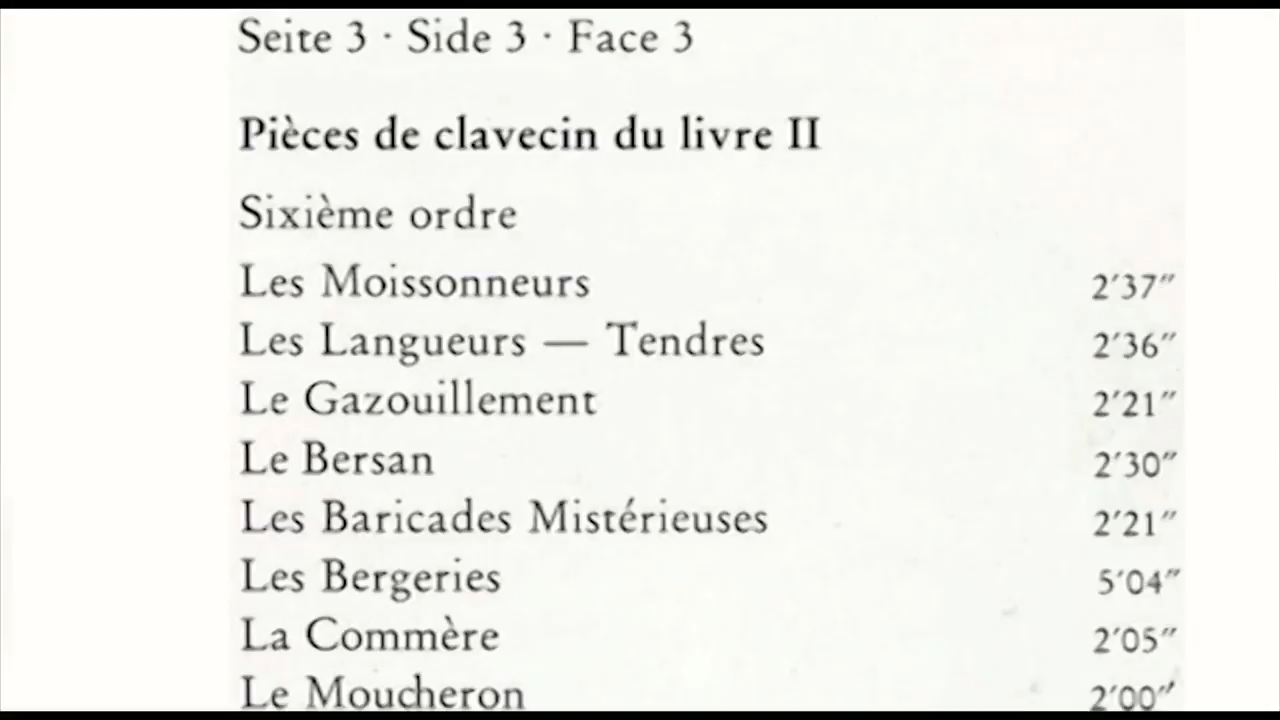 Seite 3 · Side 3 · Face 3
Pièces de clavecin du livre II
Sixième ordre
Les Moissonneurs 2′37″
Les Langueurs — Tendres 2′36″
Le Gazouillement 2′21″
Le Bersan 2′30″
Les Baricades Mistérieuses 2′21″
Les Bergeries 5′04″
La Commère 2′05″
Le Moucheron 2′00″